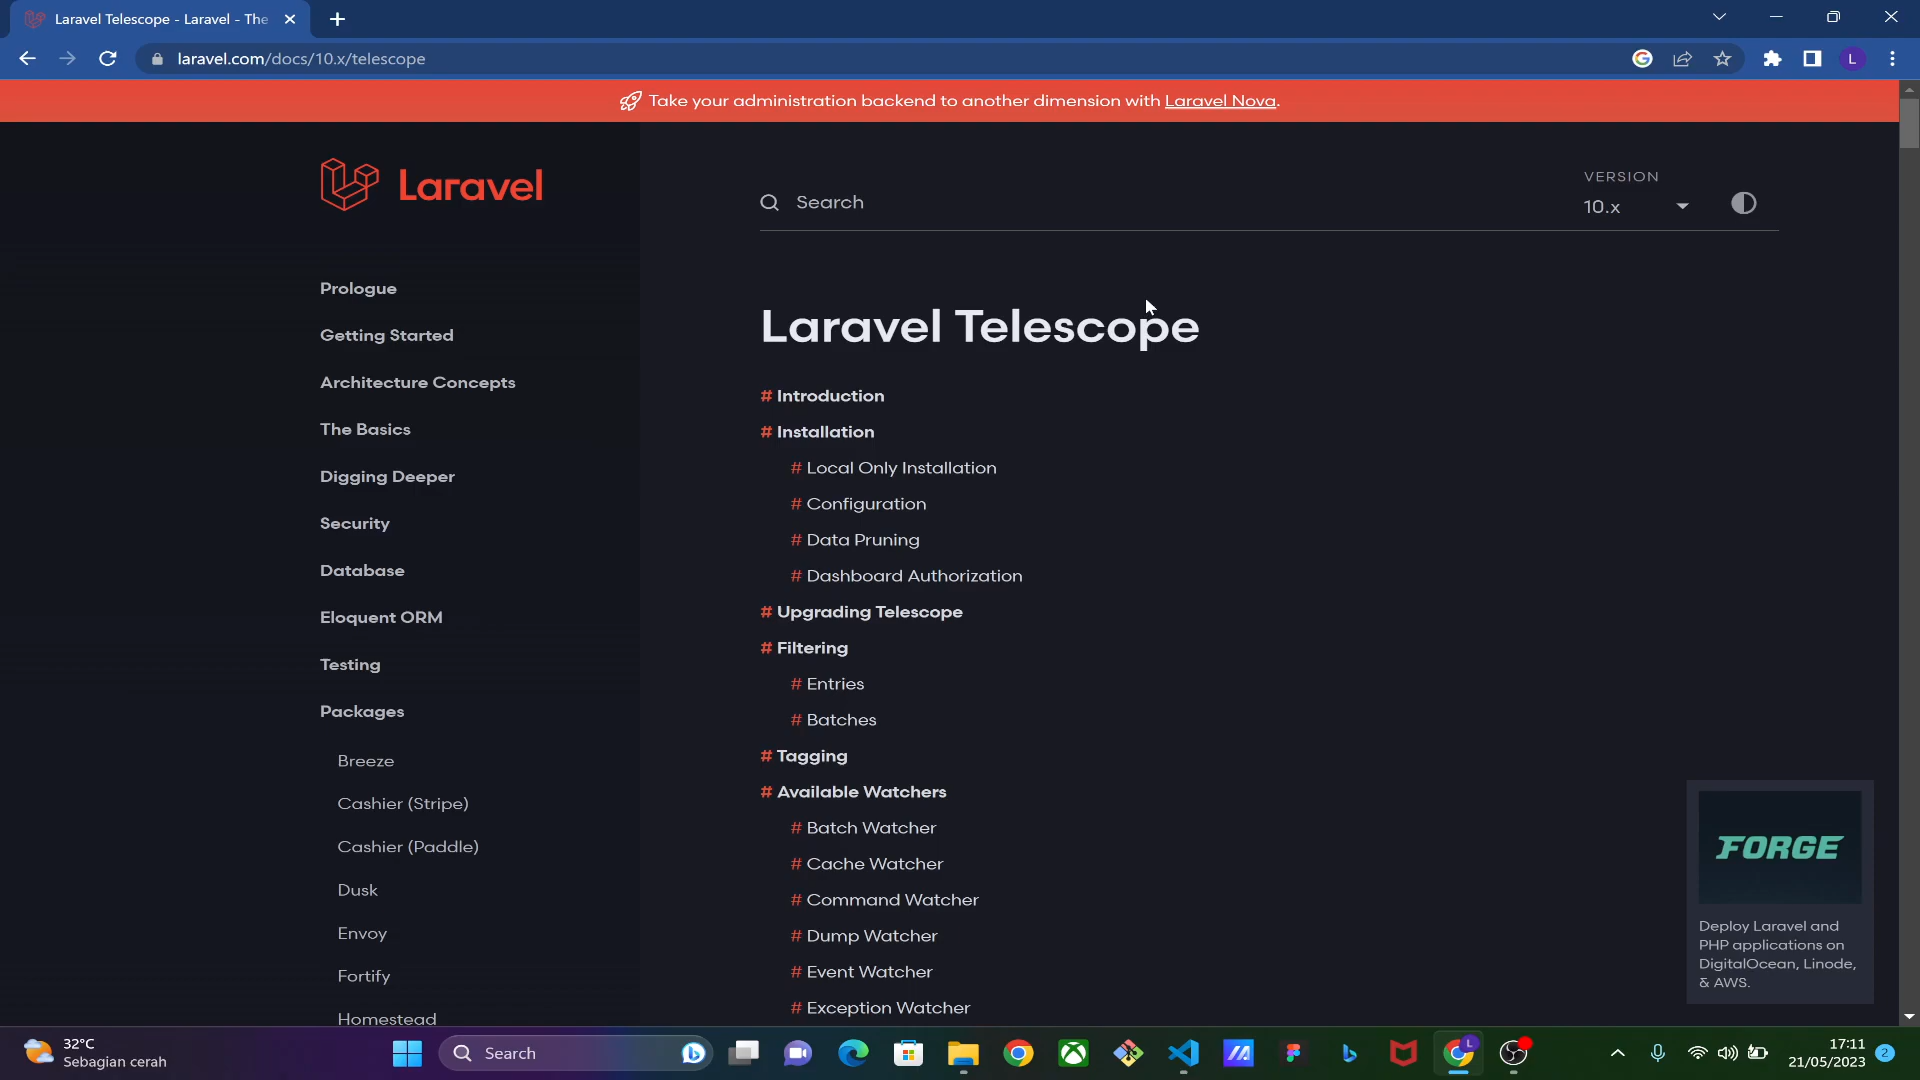 Laravel Telescope - Laravel - The
laravel.com/docs/10.x/telescope
L
Take your administration backend to another dimension with Laravel Nova.
Laravel
Search
VERSION
10.x
Prologue
Getting Started
Architecture Concepts
The Basics
Digging Deeper
Security
Database
Eloquent ORM
Testing
Packages
Breeze
Cashier (Stripe)
Cashier (Paddle)
Dusk
Envoy
Fortify
Homestead
Laravel Telescope
# Introduction
# Installation
# Local Only Installation
# Configuration
# Data Pruning
# Dashboard Authorization
# Upgrading Telescope
# Filtering
# Entries
# Batches
# Tagging
# Available Watchers
# Batch Watcher
# Cache Watcher
# Command Watcher
# Dump Watcher
# Event Watcher
# Exception Watcher
FORGE
Deploy Laravel and
PHP applications on
DigitalOcean, Linode,
& AWS.
32°C
Sebagian cerah
Search
L
17:11
21/05/2023
2